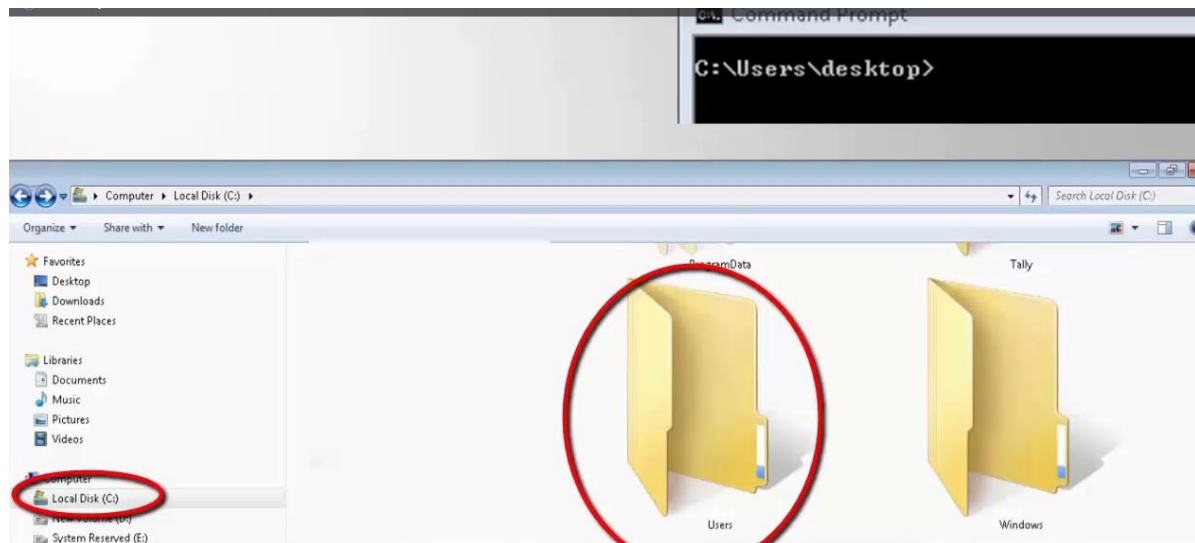 Command Prompt
C:\Users\desktop>
Computer Local Disk (C:)
Search Local Disk (C:)
Organize Share with New folder
Favorites
Desktop
Downloads
Recent Places
Libraries
Documents
Music
Pictures
Videos
Computer
Local Disk (C:)
New Volume (D:)
System Reserved (E:)
ProgramData Tally
Users Windows